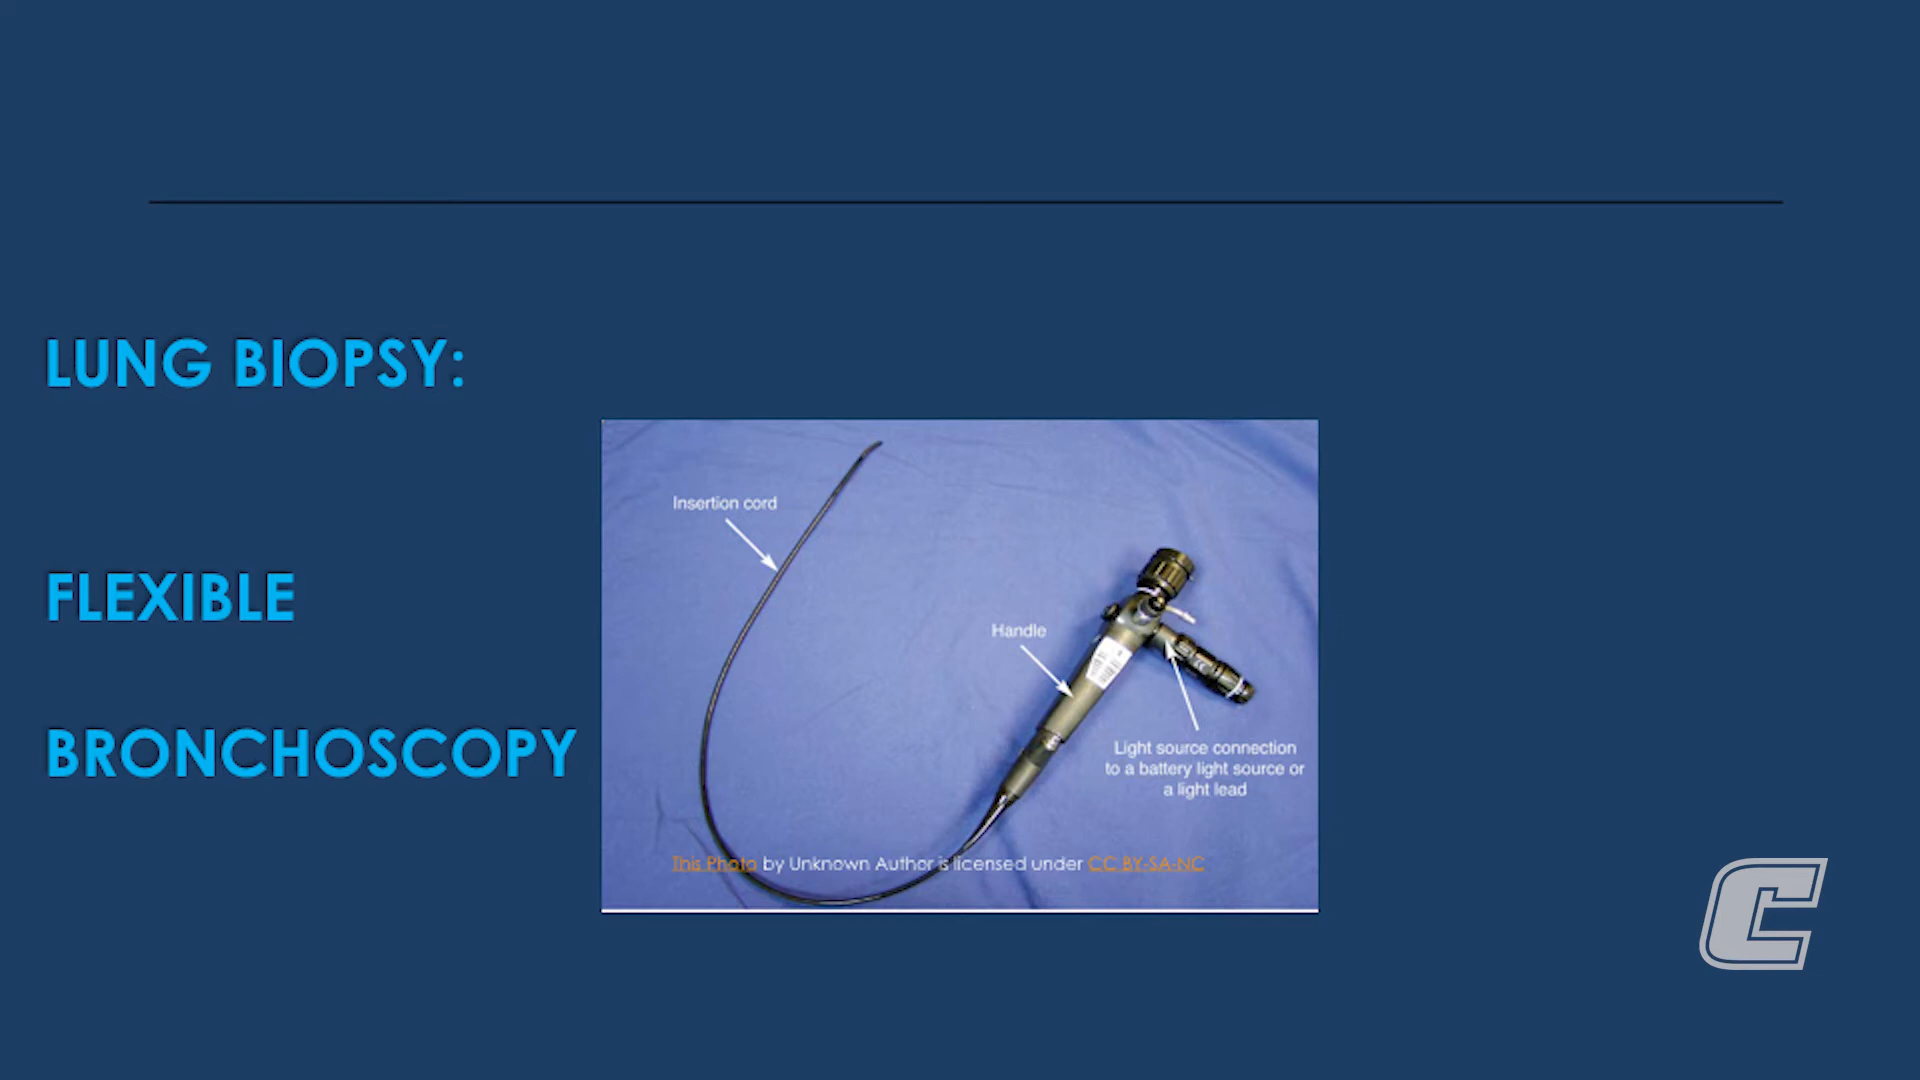 LUNG BIOPSY:
FLEXIBLE
BRONCHOSCOPY
Insertion cord
Handle
Light source connection
to a battery light source or
a light lead
This Photo by Unknown Author is licensed under CC BY-SA-NC
C